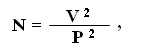 N = V² / P² ,